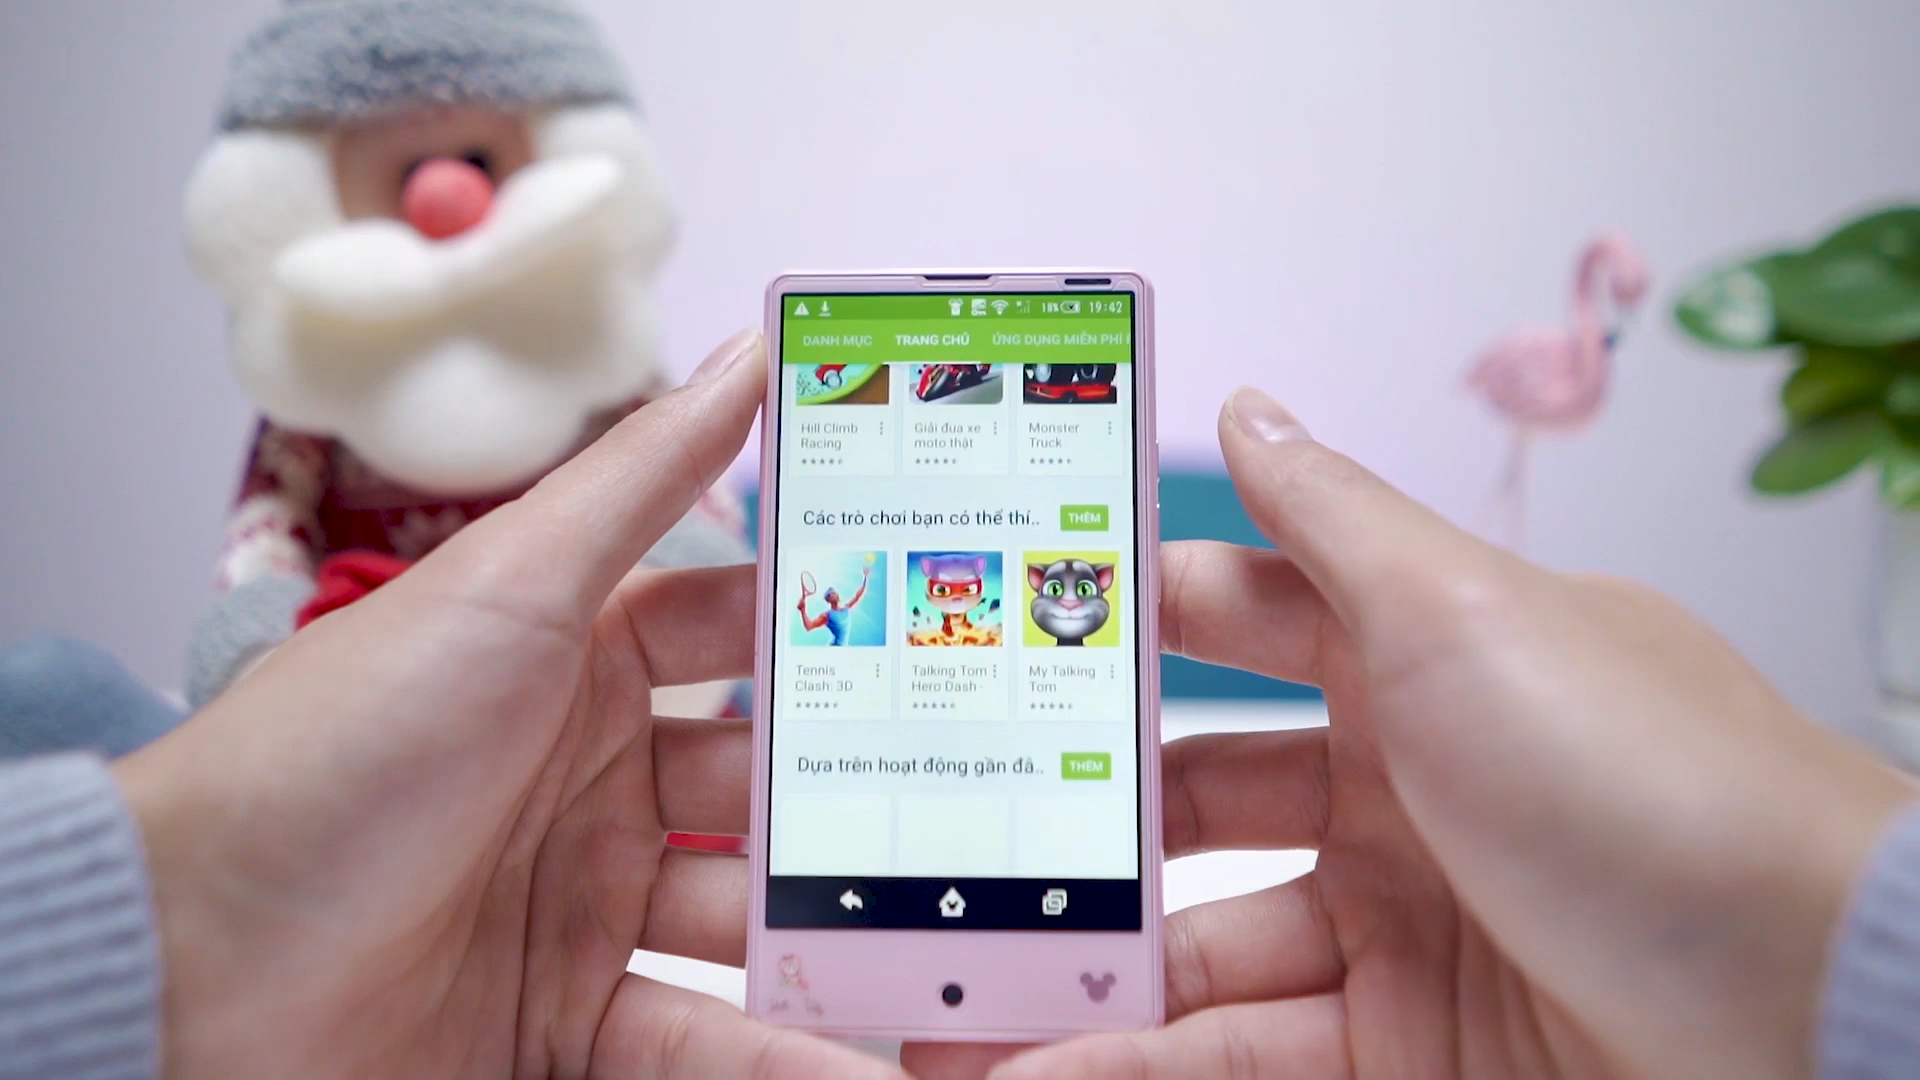 18% 19:42
DANH MỤC TRANG CHỦ ỨNG DỤNG MIỄN PHÍ
Hill Climb
Racing
Giải đua xe
moto thật
Monster
Truck
Các trò chơi bạn có thể thí..
THÊM
Tennis
Clash: 3D
Talking Tom
Hero Dash -
My Talking
Tom
Dựa trên hoạt động gần đâ..
THÊM